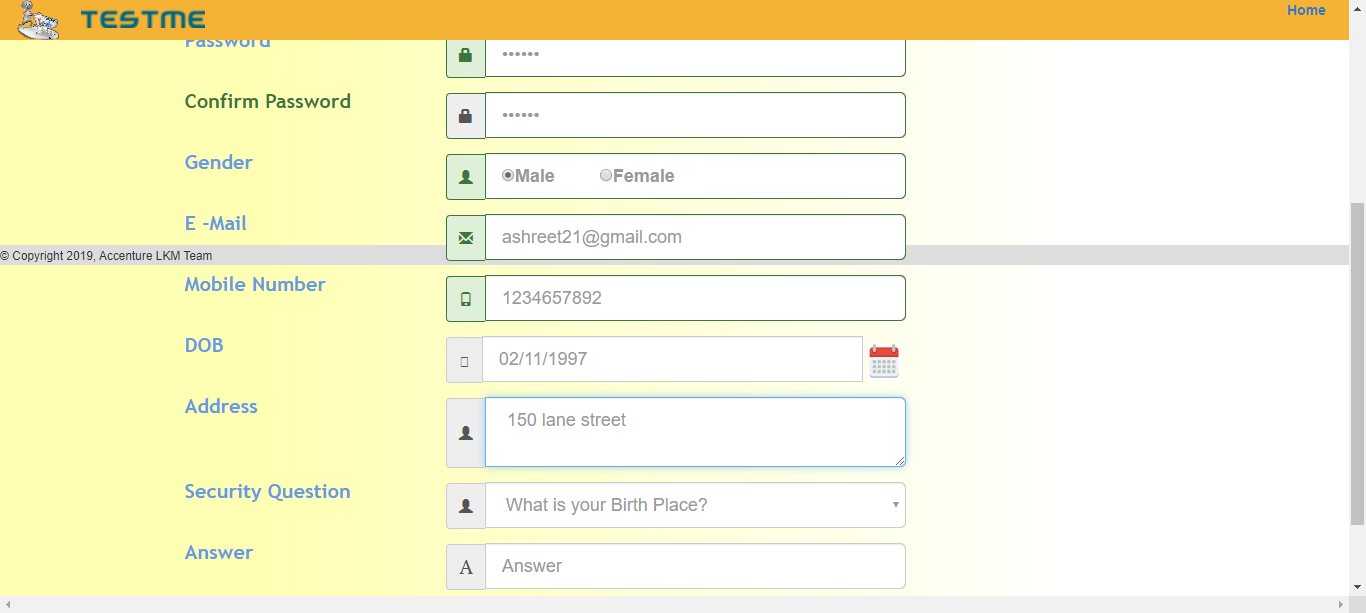 TESTME
Home
Password
••••••
Confirm Password
••••••
Gender
Male Female
E -Mail
ashreet21@gmail.com
© Copyright 2019, Accenture LKM Team
Mobile Number
1234657892
DOB
02/11/1997
Address
150 lane street
Security Question
What is your Birth Place?
Answer
A Answer